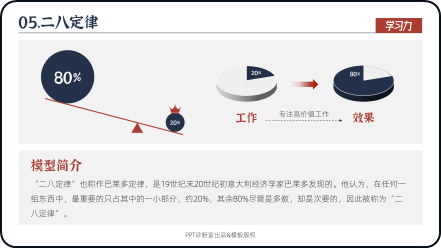 05.二八定律
学习力
80%
20%
20%
80%
工作
专注高价值工作
效果
模型简介
“二八定律”也称作巴莱多定律，是19世纪末20世纪初意大利经济学家巴莱多发现的。他认为，在任何一
组东西中，最重要的只占其中的一小部分，约20%，其余80%尽管是多数，却是次要的，因此被称为“二
八定律”。
PPT诊断室出品&模板版权